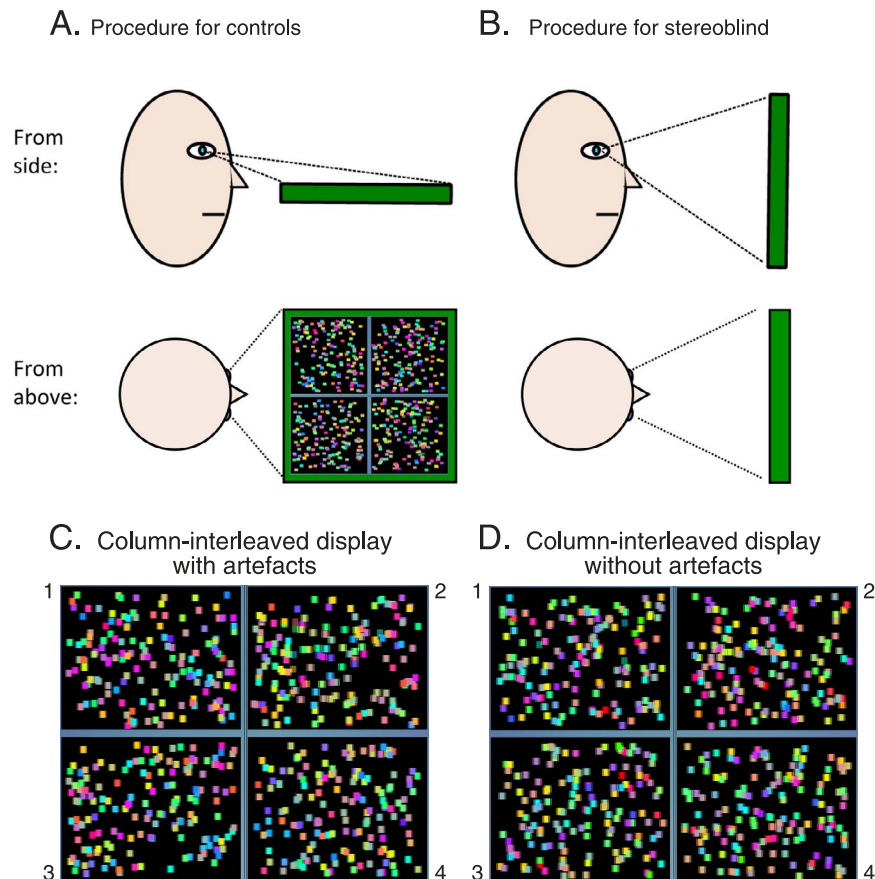 A. Procedure for controls
B. Procedure for stereoblind
From
side:
From
above:
C. Column-interleaved display
with artefacts
D. Column-interleaved display
without artefacts
1
2
3
4
1
2
3
4